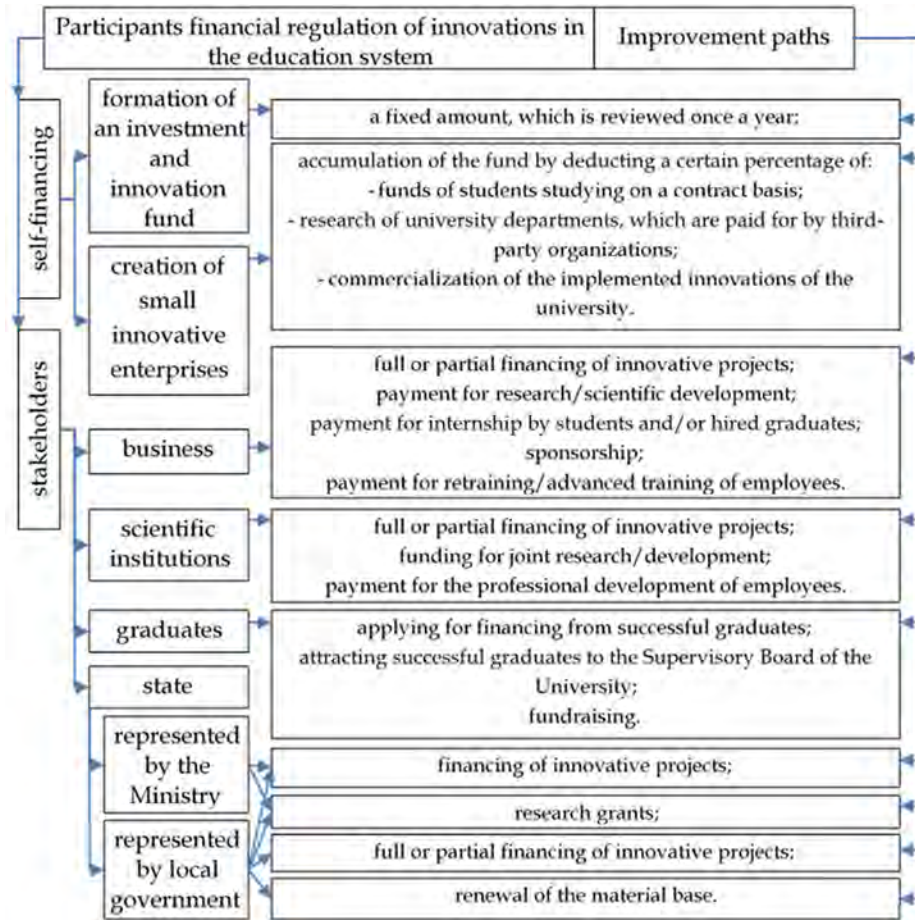 Participants financial regulation of innovations in
the education system
Improvement paths
self-financing
formation of
an investment
and
innovation
fund
a fixed amount, which is reviewed once a year;
accumulation of the fund by deducting a certain percentage of:
- funds of students studying on a contract basis;
- research of university departments, which are paid for by third-
party organizations;
- commercialization of the implemented innovations of the
university.
creation of
small
innovative
enterprises
stakeholders
business
full or partial financing of innovative projects;
payment for research/scientific development;
payment for internship by students and/or hired graduates;
sponsorship;
payment for retraining/advanced training of employees.
scientific
institutions
full or partial financing of innovative projects;
funding for joint research/development;
payment for the professional development of employees.
graduates
applying for financing from successful graduates;
attracting successful graduates to the Supervisory Board of the
University;
fundraising.
state
represented
by the
Ministry
financing of innovative projects;
research grants;
represented
by local
government
full or partial financing of innovative projects;
renewal of the material base.